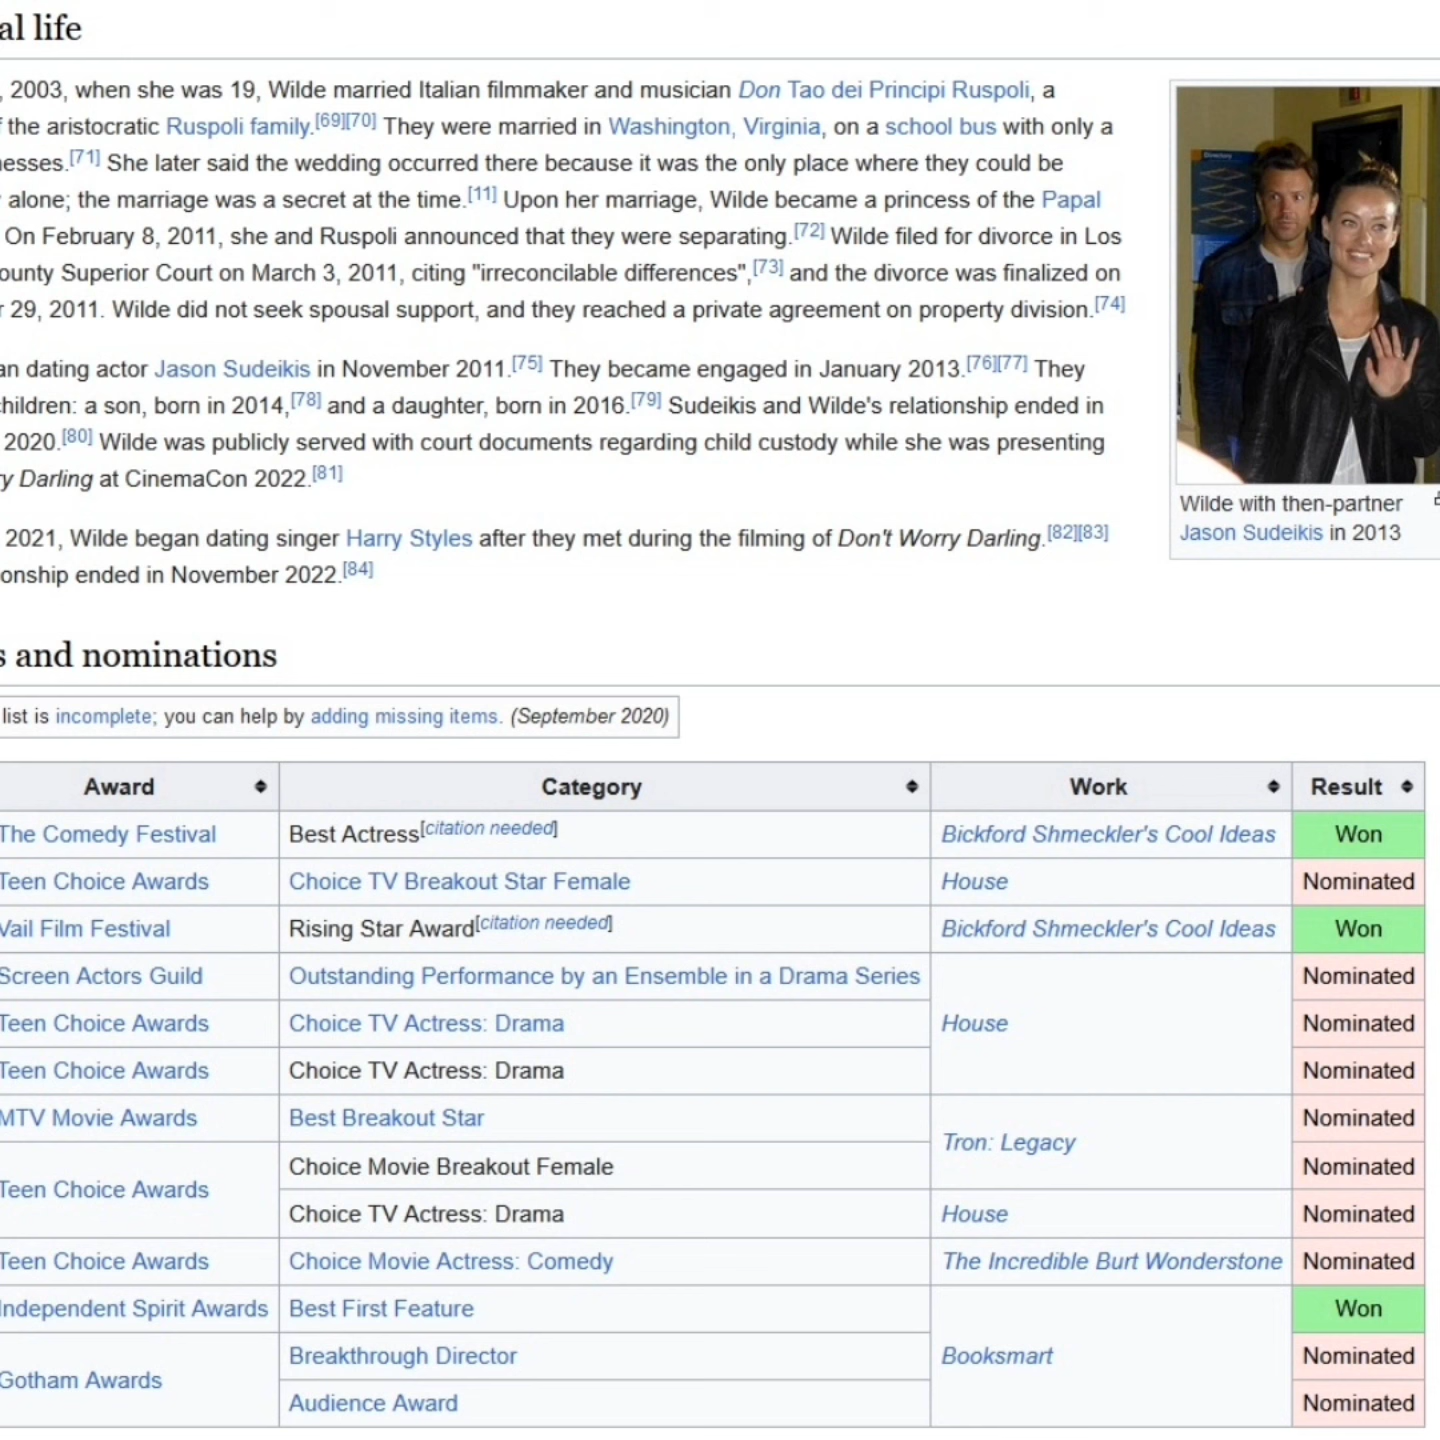 al life
, 2003, when she was 19, Wilde married Italian filmmaker and musician Don Tao dei Principi Ruspoli, a
f the aristocratic Ruspoli family.[69][70] They were married in Washington, Virginia, on a school bus with only a
nesses.[71] She later said the wedding occurred there because it was the only place where they could be
alone; the marriage was a secret at the time.[11] Upon her marriage, Wilde became a princess of the Papal
On February 8, 2011, she and Ruspoli announced that they were separating.[72] Wilde filed for divorce in Los
ounty Superior Court on March 3, 2011, citing "irreconcilable differences",[73] and the divorce was finalized on
r 29, 2011. Wilde did not seek spousal support, and they reached a private agreement on property division.[74]
an dating actor Jason Sudeikis in November 2011.[75] They became engaged in January 2013.[76][77] They
children: a son, born in 2014,[78] and a daughter, born in 2016.[79] Sudeikis and Wilde's relationship ended in
2020.[80] Wilde was publicly served with court documents regarding child custody while she was presenting
ry Darling at CinemaCon 2022.[81]
2021, Wilde began dating singer Harry Styles after they met during the filming of Don't Worry Darling.[82][83]
onship ended in November 2022.[84]
Directory
Wilde with then-partner
Jason Sudeikis in 2013
s and nominations
list is incomplete; you can help by adding missing items. (September 2020)
Award Category Work Result
The Comedy Festival Best Actress[citation needed] Bickford Shmeckler's Cool Ideas Won
Teen Choice Awards Choice TV Breakout Star Female House Nominated
Vail Film Festival Rising Star Award[citation needed] Bickford Shmeckler's Cool Ideas Won
Screen Actors Guild Outstanding Performance by an Ensemble in a Drama Series Nominated
Teen Choice Awards Choice TV Actress: Drama House Nominated
Teen Choice Awards Choice TV Actress: Drama Nominated
MTV Movie Awards Best Breakout Star Nominated
Tron: Legacy
Choice Movie Breakout Female Nominated
Teen Choice Awards
Choice TV Actress: Drama House Nominated
Teen Choice Awards Choice Movie Actress: Comedy The Incredible Burt Wonderstone Nominated
Independent Spirit Awards Best First Feature Won
Breakthrough Director Booksmart Nominated
Gotham Awards
Audience Award Nominated